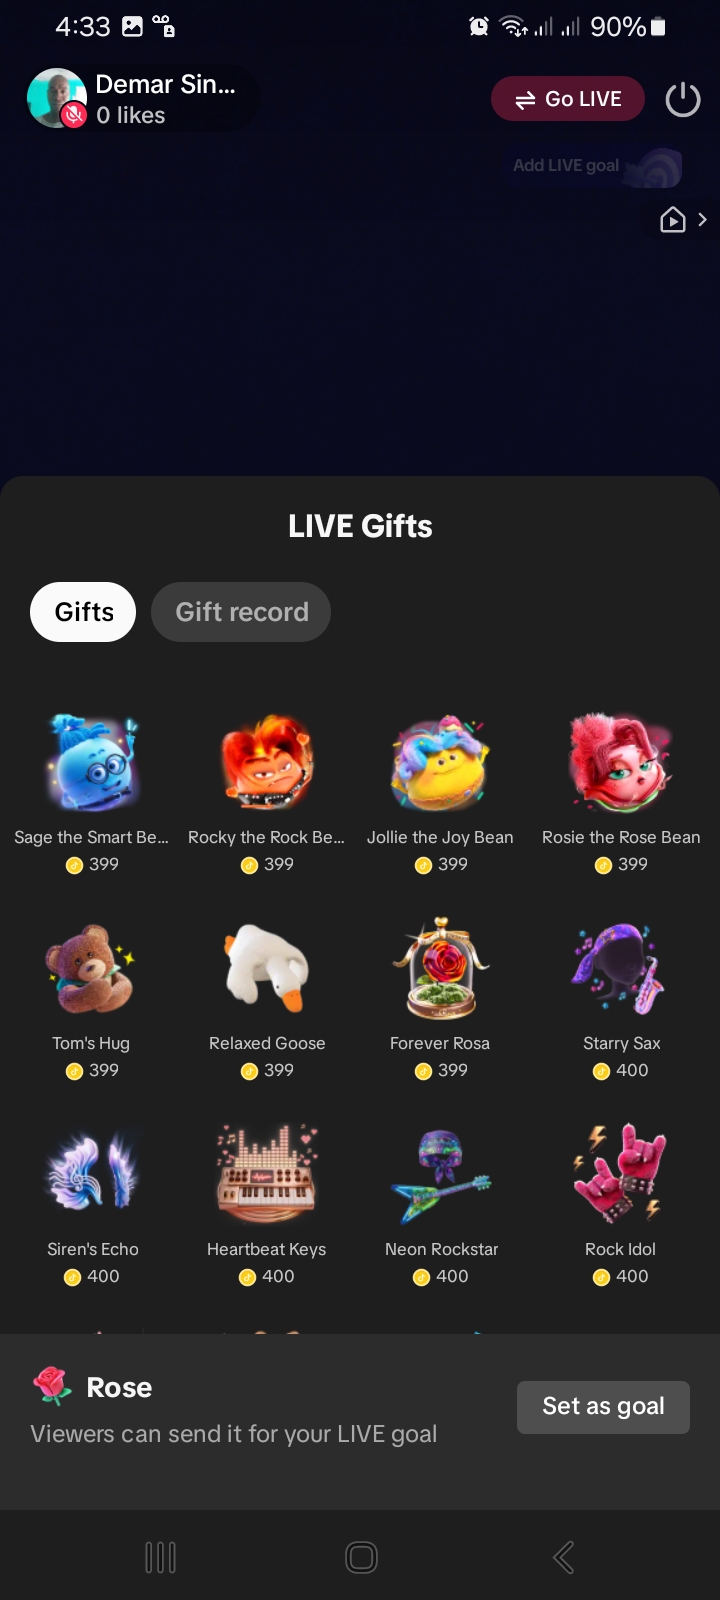 4:33 90%
Demar Sin...
0 likes
Go LIVE
Add LIVE goal
LIVE Gifts
Gifts Gift record
Sage the Smart Be... Rocky the Rock Be... Jollie the Joy Bean Rosie the Rose Bean
399 399 399 399
Tom's Hug Relaxed Goose Forever Rosa Starry Sax
399 399 399 400
Siren's Echo Heartbeat Keys Neon Rockstar Rock Idol
400 400 400 400
Rose
Viewers can send it for your LIVE goal
Set as goal